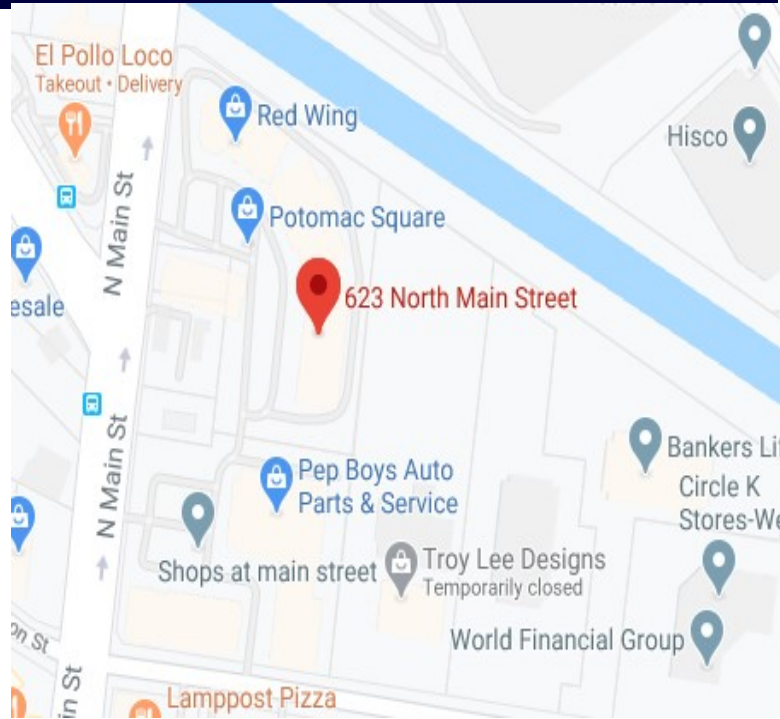 El Pollo Loco
Takeout • Delivery
Red Wing
Hisco
N Main St
Potomac Square
esale
623 North Main Street
N Main St
Bankers Li
Circle K
Stores-We
Pep Boys Auto
Parts & Service
Shops at main street
Troy Lee Designs
Temporarily closed
World Financial Group
on St
in St
Lamppost Pizza